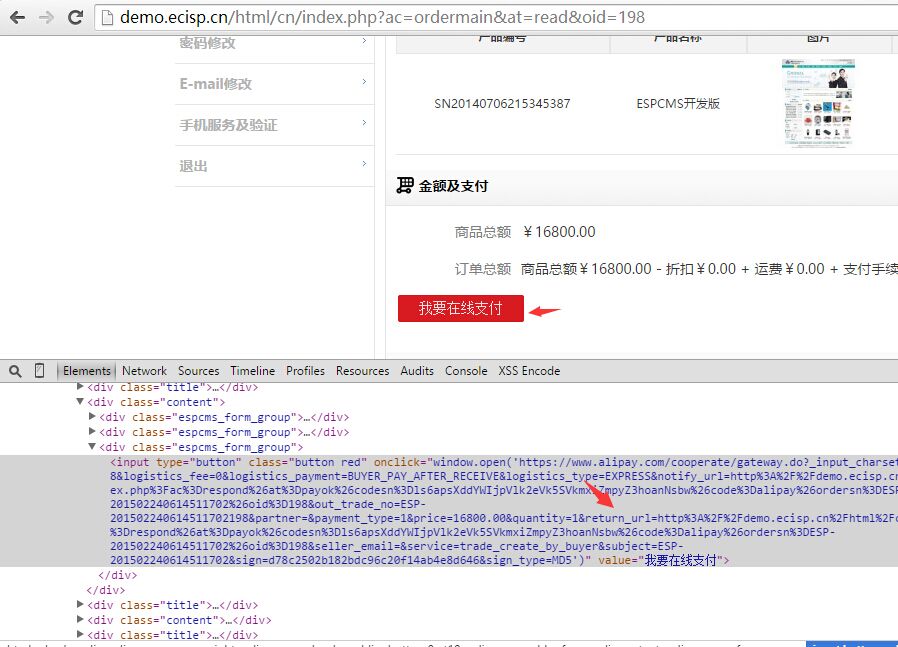 demo.ecisp.cn/html/cn/index.php?ac=ordermain&at=read&oid=198
密码修改
产品编号 产品名称 图片
E-mail修改
SN20140706215345387 ESPCMS开发版
手机服务及验证
退出
金额及支付
商品总额 ¥16800.00
订单总额 商品总额¥16800.00 - 折扣¥0.00 + 运费¥0.00 + 支付手续
我要在线支付
Elements Network Sources Timeline Profiles Resources Audits Console XSS Encode
▶<div class="title">…</div>
▼<div class="content">
▶<div class="espcms_form_group">…</div>
▶<div class="espcms_form_group">…</div>
▼<div class="espcms_form_group">
<input type="button" class="button red" onclick="window.open('https://www.alipay.com/cooperate/gateway.do?_input_charset
8&logistics_fee=0&logistics_payment=BUYER_PAY_AFTER_RECEIVE&logistics_type=EXPRESS&notify_url=http%3A%2F%2Fdemo.ecisp.cn
ex.php%3Fac%3Drespond%26at%3Dpayok%26codesn%3Dls6apsXddYWIjpVlk2eVk5SVkmxiZmpyZ3hoanNsbw%26code%3Dalipay%26ordersn%3DESP
20150224061451170 2%26oid%3D198&out_trade_no=ESP-
201502240614511702198&partner=&payment_type=1&price=16800.00&quantity=1&return_url=http%3A%2F%2Fdemo.ecisp.cn%2Fhtml%2Fc
%3Drespond%26at%3Dpayok%26codesn%3Dls6apsXddYWIjpVlk2eVk5SVkmxiZmpyZ3hoanNsbw%26code%3Dalipay%26ordersn%3DESP-
201502240614511702%26oid%3D198&seller_email=&service=trade_create_by_buyer&subject=ESP-
201502240614511702&sign=d78c2502b182bdc96c20f14ab4e8d646&sign_type=MD5')" value="我要在线支付">
</div>
</div>
▶<div class="title">…</div>
▶<div class="content">…</div>
▶<div class="title">…</div>